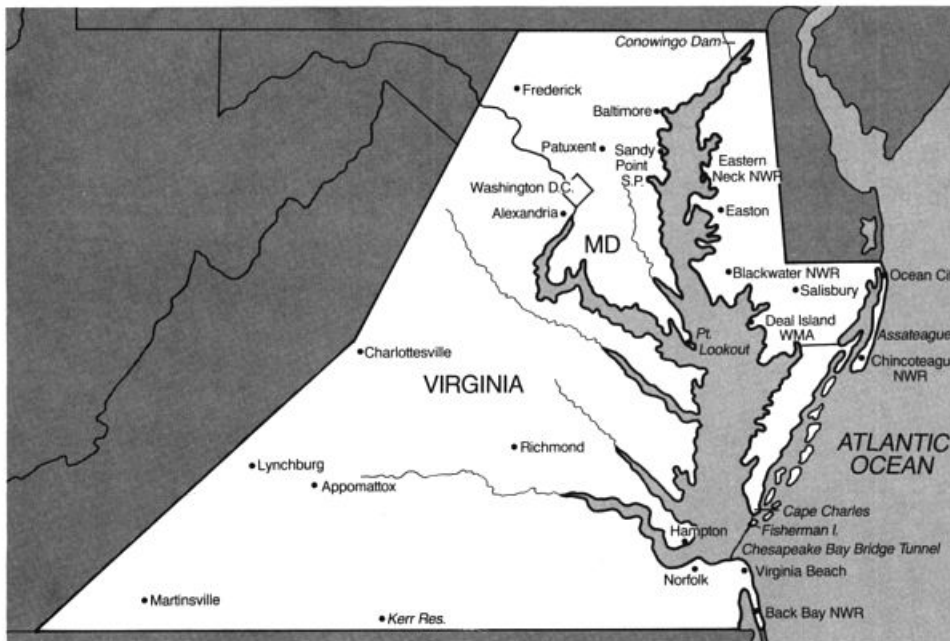 Conowingo Dam
Frederick
Baltimore
Patuxent
Sandy
Point
S.P.
Eastern
Neck NWR
Washington D.C.
Alexandria
Easton
MD
Blackwater NWR
Ocean Cit
Salisbury
Deal Island
WMA
Pt.
Lookout
Assateague
Charlottesville
Chincoteagu
NWR
VIRGINIA
Richmond
ATLANTIC
OCEAN
Lynchburg
Appomattox
Cape Charles
Fisherman I.
Hampton
Chesapeake Bay Bridge Tunnel
Norfolk
Virginia Beach
Martinsville
Back Bay NWR
Kerr Res.